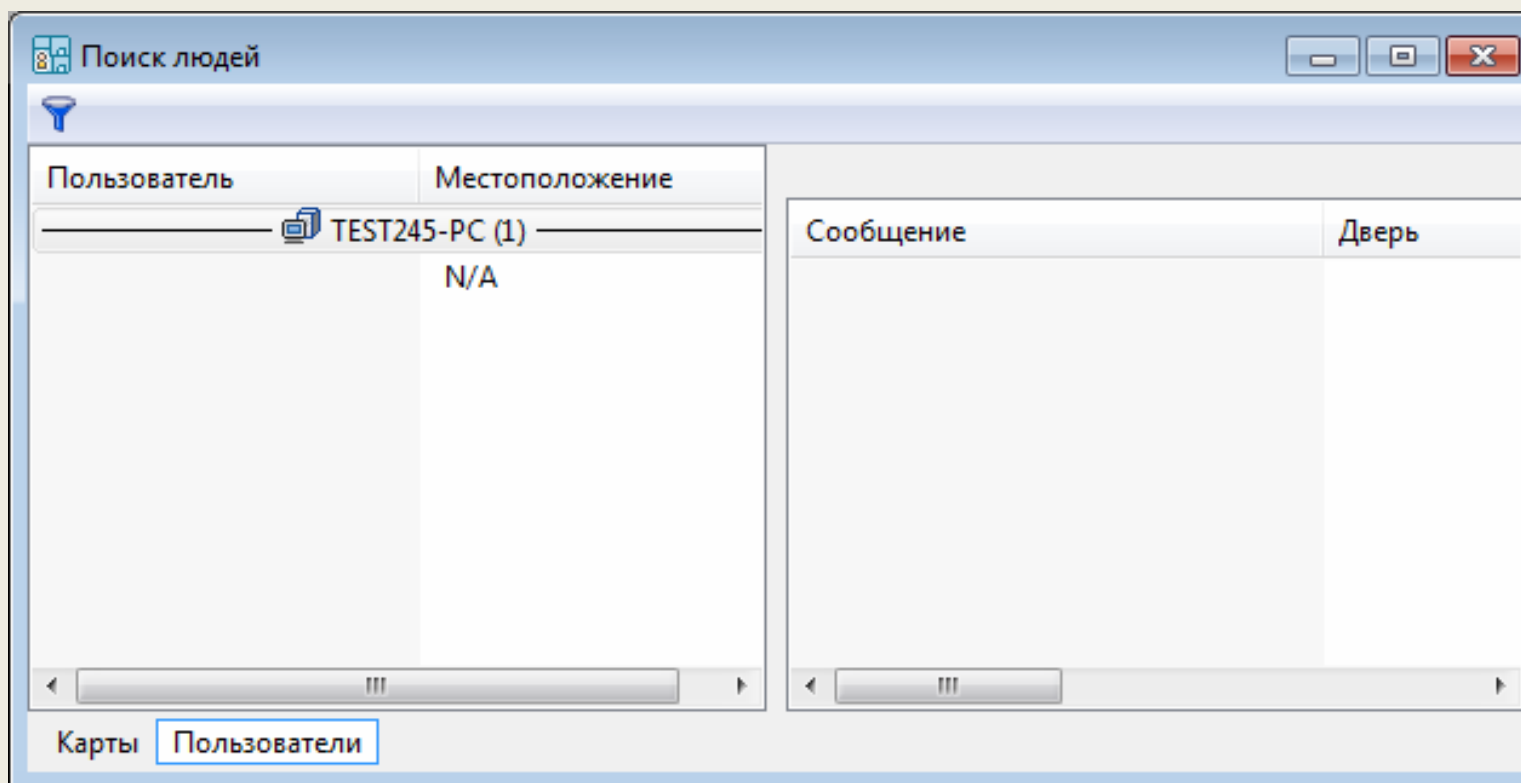 Поиск людей
Пользователь Местоположение
TEST245-PC (1)
N/A
Сообщение Дверь
Карты Пользователи